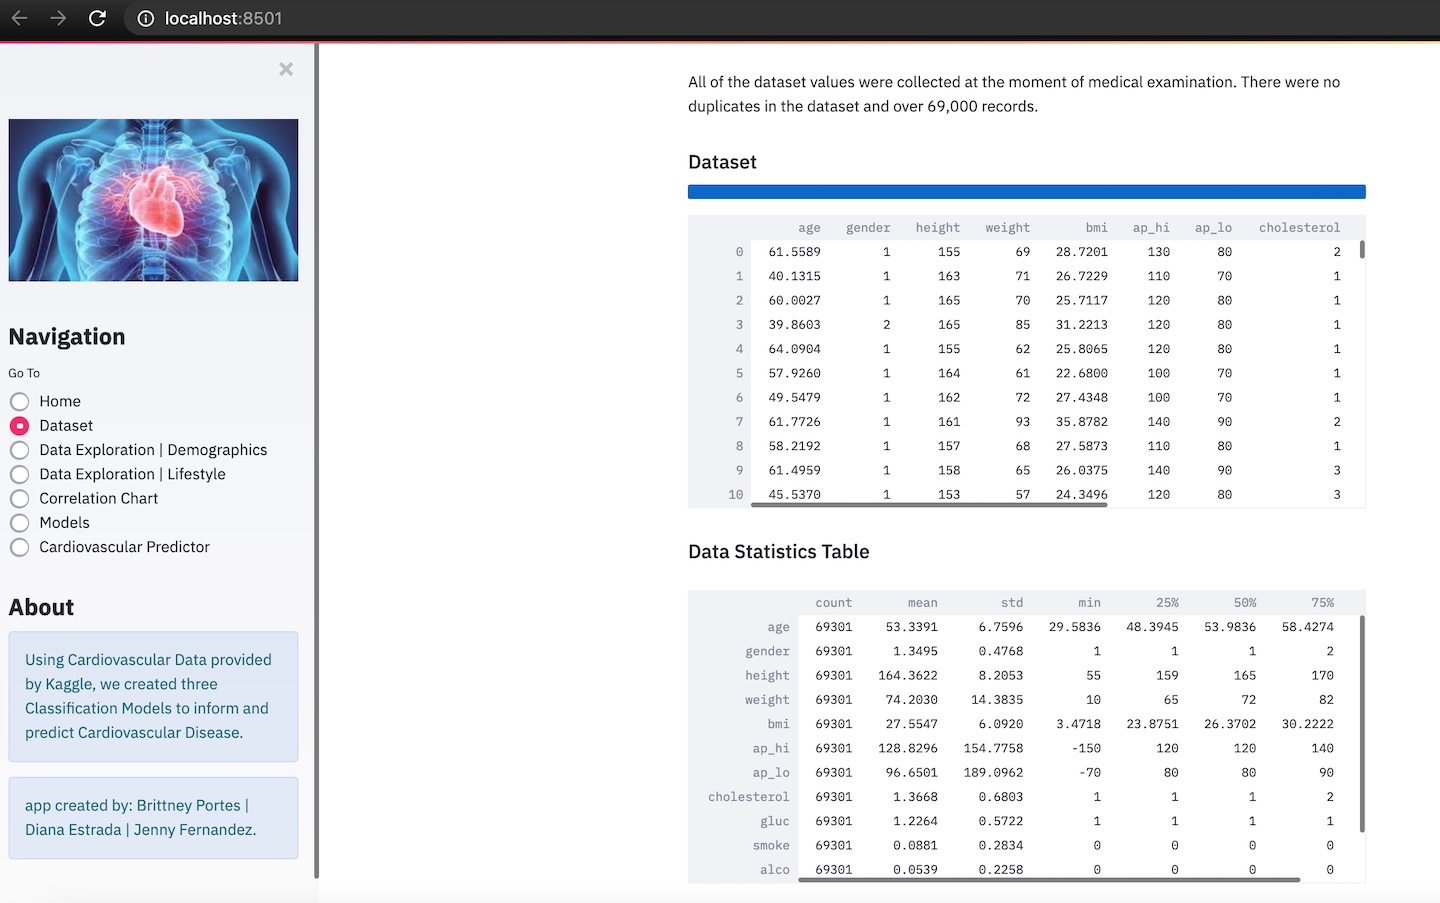 localhost:8501
×
Navigation
Go To
Home
Dataset
Data Exploration | Demographics
Data Exploration | Lifestyle
Correlation Chart
Models
Cardiovascular Predictor
About
Using Cardiovascular Data provided
by Kaggle, we created three
Classification Models to inform and
predict Cardiovascular Disease.
app created by: Brittney Portes |
Diana Estrada | Jenny Fernandez.
All of the dataset values were collected at the moment of medical examination. There were no
duplicates in the dataset and over 69,000 records.
Dataset
age gender height weight bmi ap_hi ap_lo cholesterol
0 61.5589 1 155 69 28.7201 130 80 2
1 40.1315 1 163 71 26.7229 110 70 1
2 60.0027 1 165 70 25.7117 120 80 1
3 39.8603 2 165 85 31.2213 120 80 1
4 64.0904 1 155 62 25.8065 120 80 1
5 57.9260 1 164 61 22.6800 100 70 1
6 49.5479 1 162 72 27.4348 100 70 1
7 61.7726 1 161 93 35.8782 140 90 2
8 58.2192 1 157 68 27.5873 110 80 1
9 61.4959 1 158 65 26.0375 140 90 3
10 45.5370 1 153 57 24.3496 120 80 3
Data Statistics Table
count mean std min 25% 50% 75%
age 69301 53.3391 6.7596 29.5836 48.3945 53.9836 58.4274
gender 69301 1.3495 0.4768 1 1 1 2
height 69301 164.3622 8.2053 55 159 165 170
weight 69301 74.2030 14.3835 10 65 72 82
bmi 69301 27.5547 6.0920 3.4718 23.8751 26.3702 30.2222
ap_hi 69301 128.8296 154.7758 -150 120 120 140
ap_lo 69301 96.6501 189.0962 -70 80 80 90
cholesterol 69301 1.3668 0.6803 1 1 1 2
gluc 69301 1.2264 0.5722 1 1 1 1
smoke 69301 0.0881 0.2834 0 0 0 0
alco 69301 0.0539 0.2258 0 0 0 0